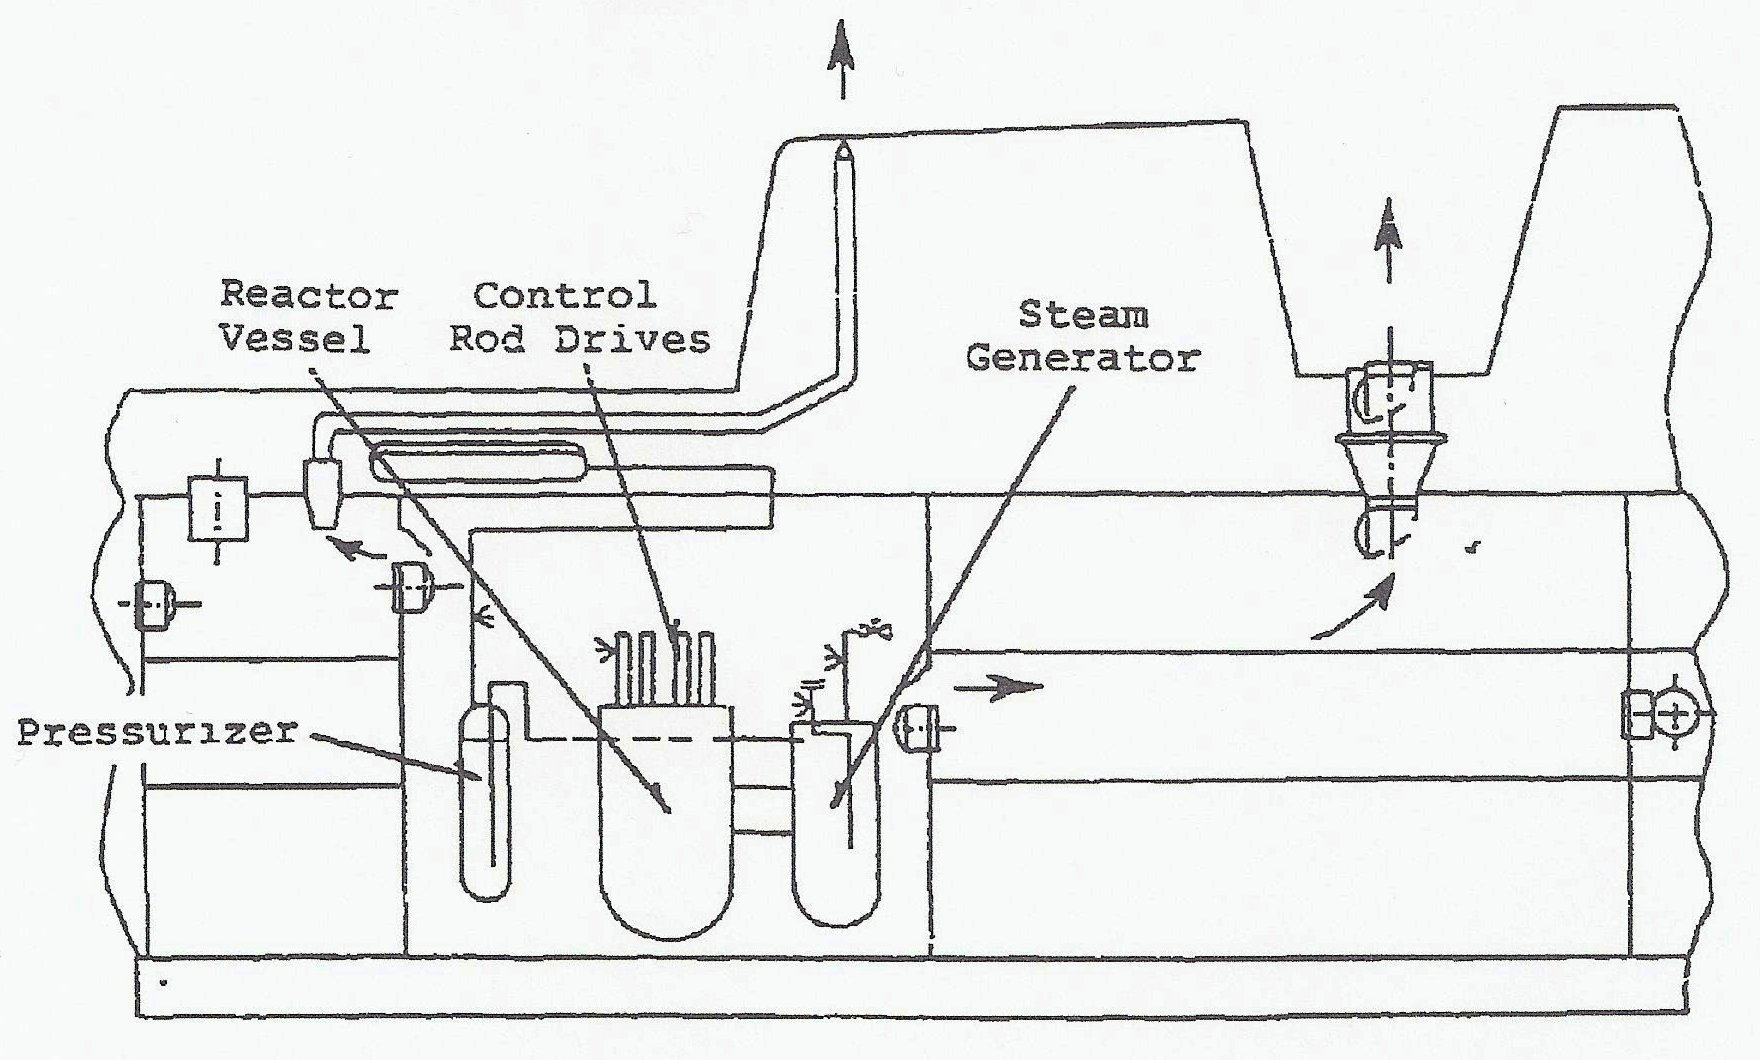 Reactor
Vessel
Control
Rod Drives
Steam
Generator
Pressurizer